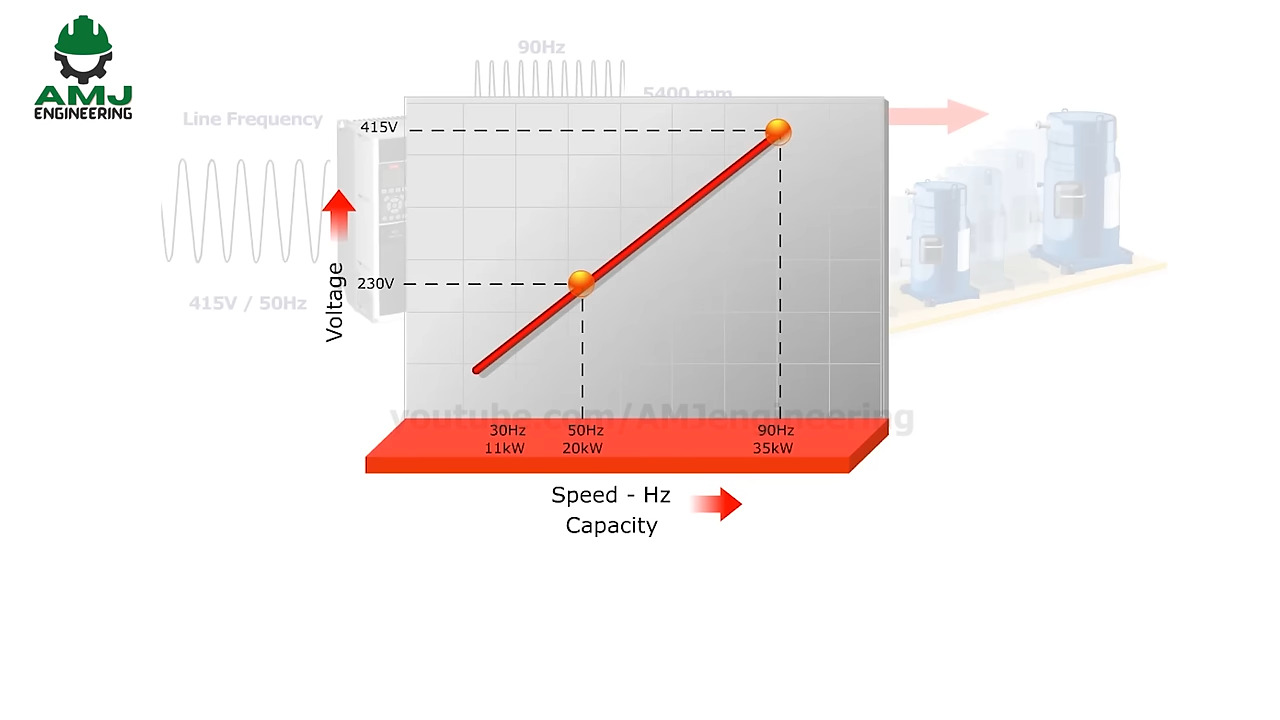 AMJ
ENGINEERING
90Hz
5400 rpm
Line Frequency
415V
230V
415V / 50Hz
Voltage
youtube.com/AMJengineering
30Hz 50Hz 90Hz
11kW 20kW 35kW
Speed - Hz
Capacity